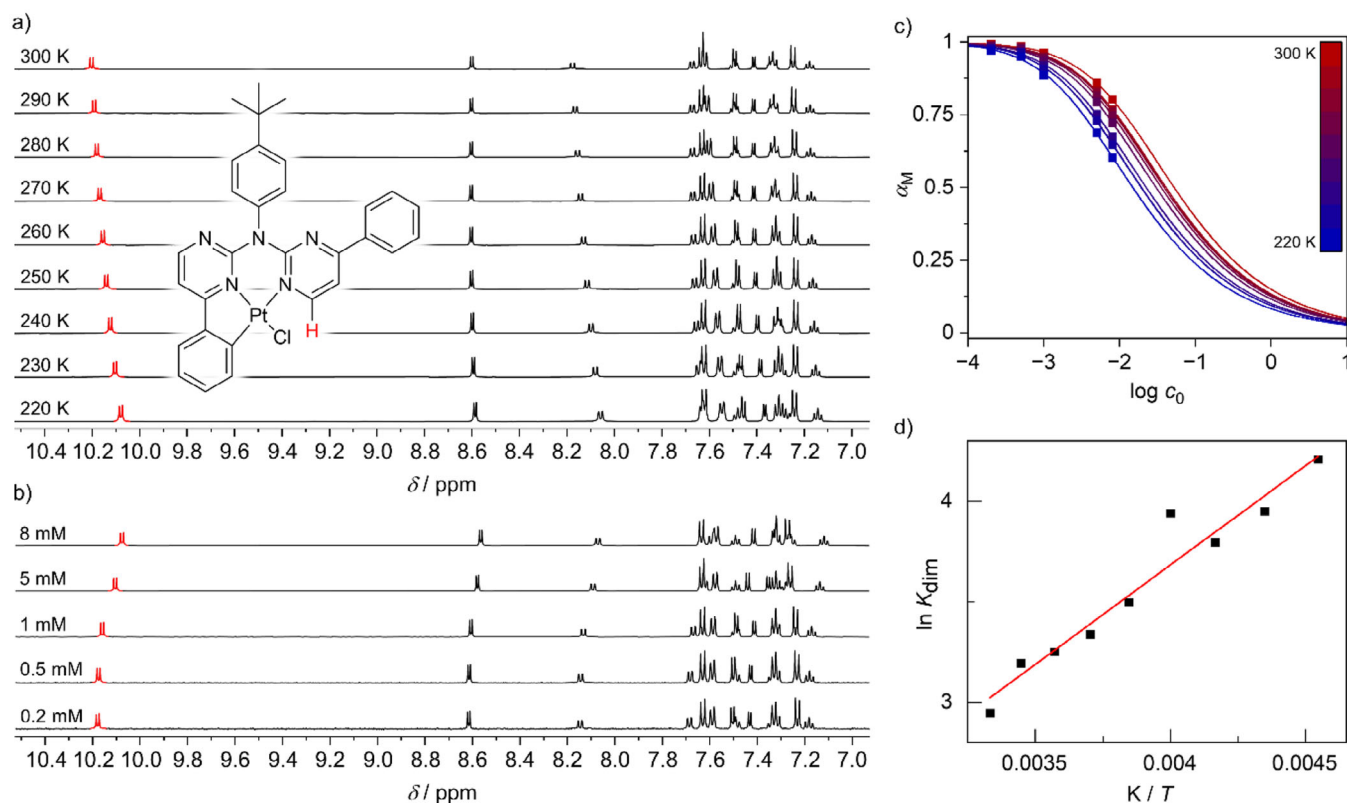 a)
300 K
290 K
280 K
270 K
260 K
250 K
240 K
230 K
220 K
N
N
N
N
N
Pt
Cl
H
10.4 10.2 10.0 9.8 9.6 9.4 9.2 9.0 8.8 8.6 8.4 8.2 8.0 7.8 7.6 7.4 7.2 7.0
δ / ppm
b)
8 mM
5 mM
1 mM
0.5 mM
0.2 mM
10.4 10.2 10.0 9.8 9.6 9.4 9.2 9.0 8.8 8.6 8.4 8.2 8.0 7.8 7.6 7.4 7.2 7.0
δ / ppm
c)
1
0.75
0.5
0.25
0
αM
300 K
220 K
−4 −3 −2 −1 0 1
log c0
d)
4
3
ln Kdim
0.0035 0.004 0.0045
K / T